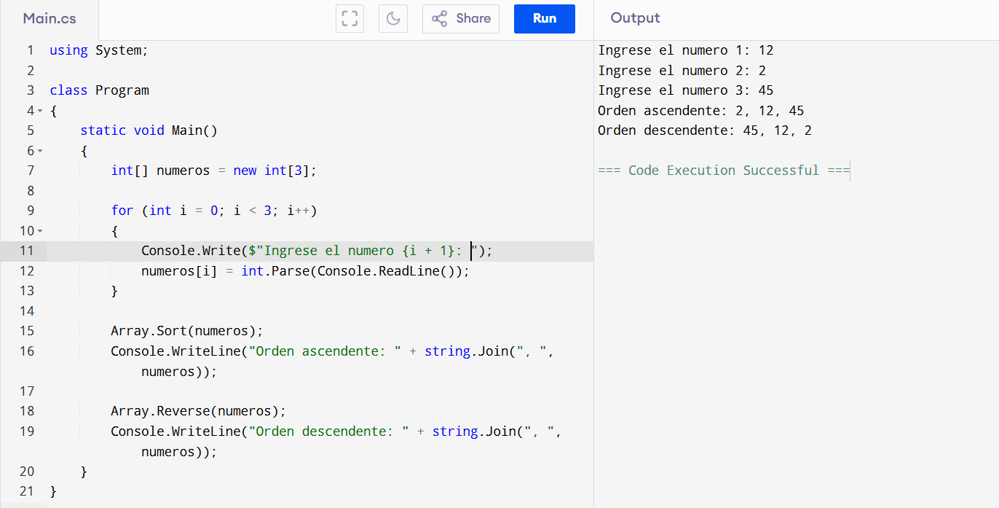 Main.cs
Share
Run
Output
1 using System;
2
3 class Program
4 {
5 static void Main()
6 {
7 int[] numeros = new int[3];
8
9 for (int i = 0; i < 3; i++)
10 {
11 Console.Write($"Ingrese el numero {i + 1}: ");
12 numeros[i] = int.Parse(Console.ReadLine());
13 }
14
15 Array.Sort(numeros);
16 Console.WriteLine("Orden ascendente: " + string.Join(", ",
numeros));
17
18 Array.Reverse(numeros);
19 Console.WriteLine("Orden descendente: " + string.Join(", ",
numeros));
20 }
21 }
Ingrese el numero 1: 12
Ingrese el numero 2: 2
Ingrese el numero 3: 45
Orden ascendente: 2, 12, 45
Orden descendente: 45, 12, 2
=== Code Execution Successful ===